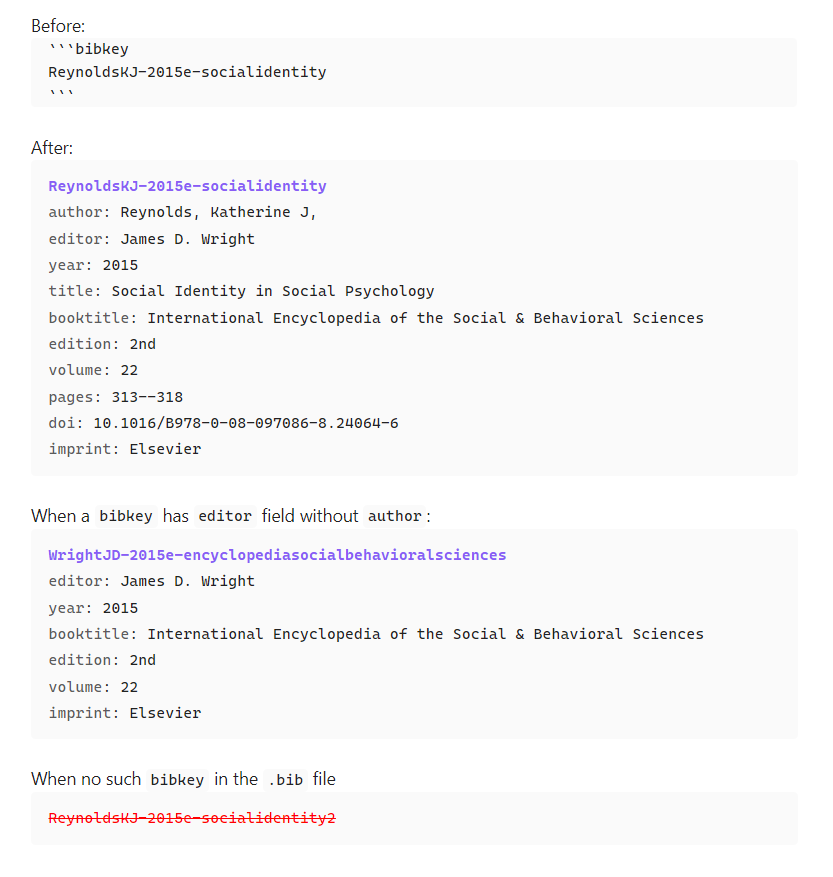 Before:
```bibkey
ReynoldsKJ-2015e-socialidentity
```
After:
ReynoldsKJ-2015e-socialidentity
author: Reynolds, Katherine J,
editor: James D. Wright
year: 2015
title: Social Identity in Social Psychology
booktitle: International Encyclopedia of the Social & Behavioral Sciences
edition: 2nd
volume: 22
pages: 313--318
doi: 10.1016/B978-0-08-097086-8.24064-6
imprint: Elsevier
When a bibkey has editor field without author:
WrightJD-2015e-encyclopediasocialbehavioralsciences
editor: James D. Wright
year: 2015
booktitle: International Encyclopedia of the Social & Behavioral Sciences
edition: 2nd
volume: 22
imprint: Elsevier
When no such bibkey in the .bib file
ReynoldsKJ-2015e-socialidentity2